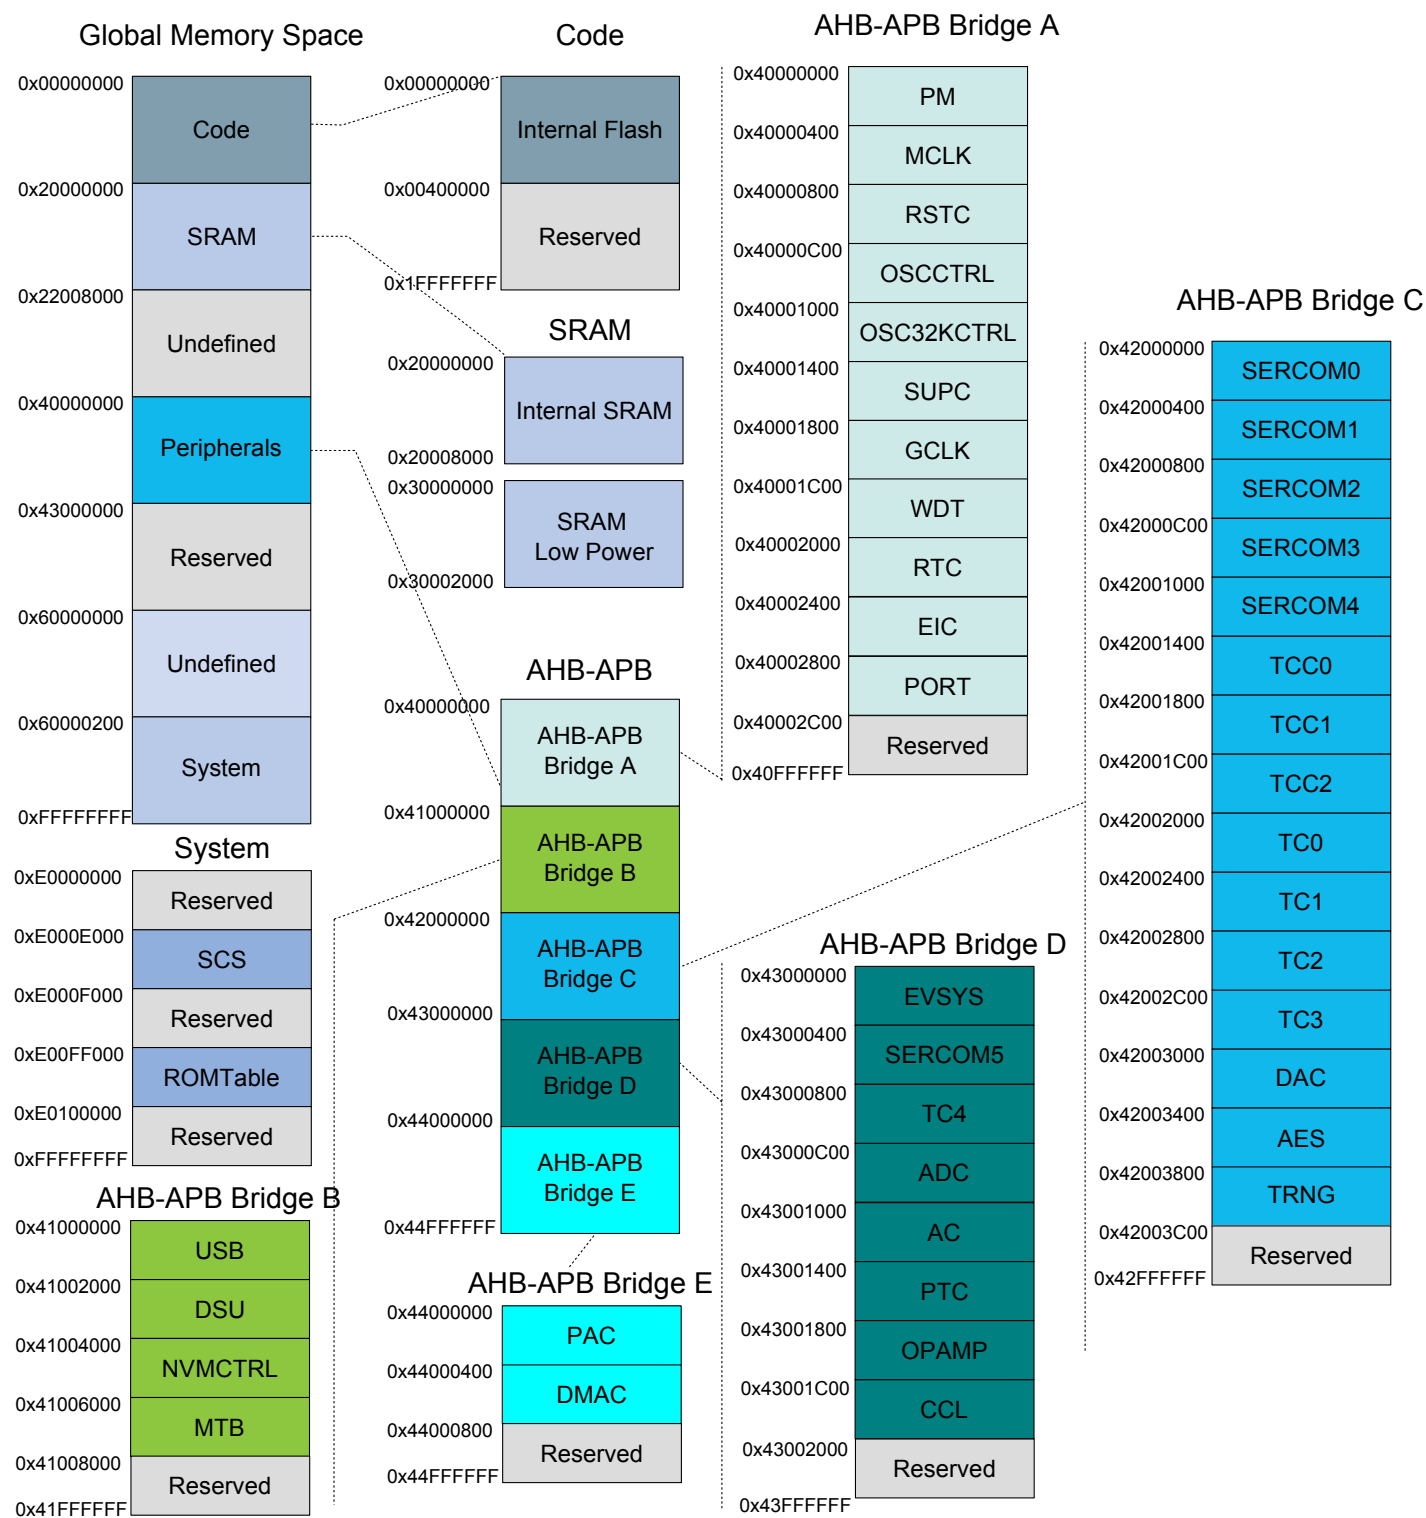 Global Memory Space
0x00000000
Code
0x20000000
SRAM
0x22008000
Undefined
0x40000000
Peripherals
0x43000000
Reserved
0x60000000
Undefined
0x60000200
System
0xFFFFFFFF
System
0xE0000000
Reserved
0xE000E000
SCS
0xE000F000
Reserved
0xE00FF000
ROMTable
0xE0100000
Reserved
0xFFFFFFFF
AHB-APB Bridge B
0x41000000
USB
0x41002000
DSU
0x41004000
NVMCTRL
0x41006000
MTB
0x41008000
Reserved
0x41FFFFFF
Code
0x00000000
Internal Flash
0x00400000
Reserved
0x1FFFFFFF
SRAM
0x20000000
Internal SRAM
0x20008000
0x30000000
SRAM
Low Power
0x30002000
AHB-APB
0x40000000
AHB-APB
Bridge A
0x41000000
AHB-APB
Bridge B
0x42000000
AHB-APB
Bridge C
0x43000000
AHB-APB
Bridge D
0x44000000
AHB-APB
Bridge E
0x44FFFFFF
AHB-APB Bridge E
0x44000000
PAC
0x44000400
DMAC
0x44000800
Reserved
0x44FFFFFF
AHB-APB Bridge A
0x40000000
PM
0x40000400
MCLK
0x40000800
RSTC
0x40000C00
OSCCTRL
0x40001000
OSC32KCTRL
0x40001400
SUPC
0x40001800
GCLK
0x40001C00
WDT
0x40002000
RTC
0x40002400
EIC
0x40002800
PORT
0x40002C00
Reserved
0x40FFFFFF
AHB-APB Bridge D
0x43000000
EVSYS
0x43000400
SERCOM5
0x43000800
TC4
0x43000C00
ADC
0x43001000
AC
0x43001400
PTC
0x43001800
OPAMP
0x43001C00
CCL
0x43002000
Reserved
0x43FFFFFF
AHB-APB Bridge C
0x42000000
SERCOM0
0x42000400
SERCOM1
0x42000800
SERCOM2
0x42000C00
SERCOM3
0x42001000
SERCOM4
0x42001400
TCC0
0x42001800
TCC1
0x42001C00
TCC2
0x42002000
TC0
0x42002400
TC1
0x42002800
TC2
0x42002C00
TC3
0x42003000
DAC
0x42003400
AES
0x42003800
TRNG
0x42003C00
Reserved
0x42FFFFFF